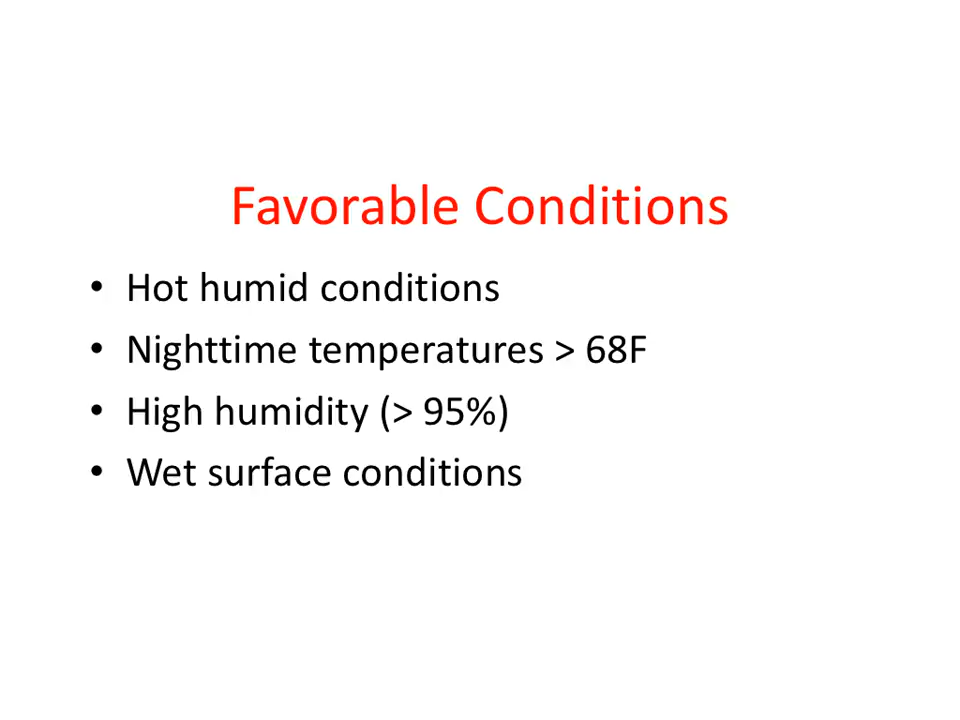 Favorable Conditions
• Hot humid conditions
• Nighttime temperatures > 68F
• High humidity (> 95%)
• Wet surface conditions